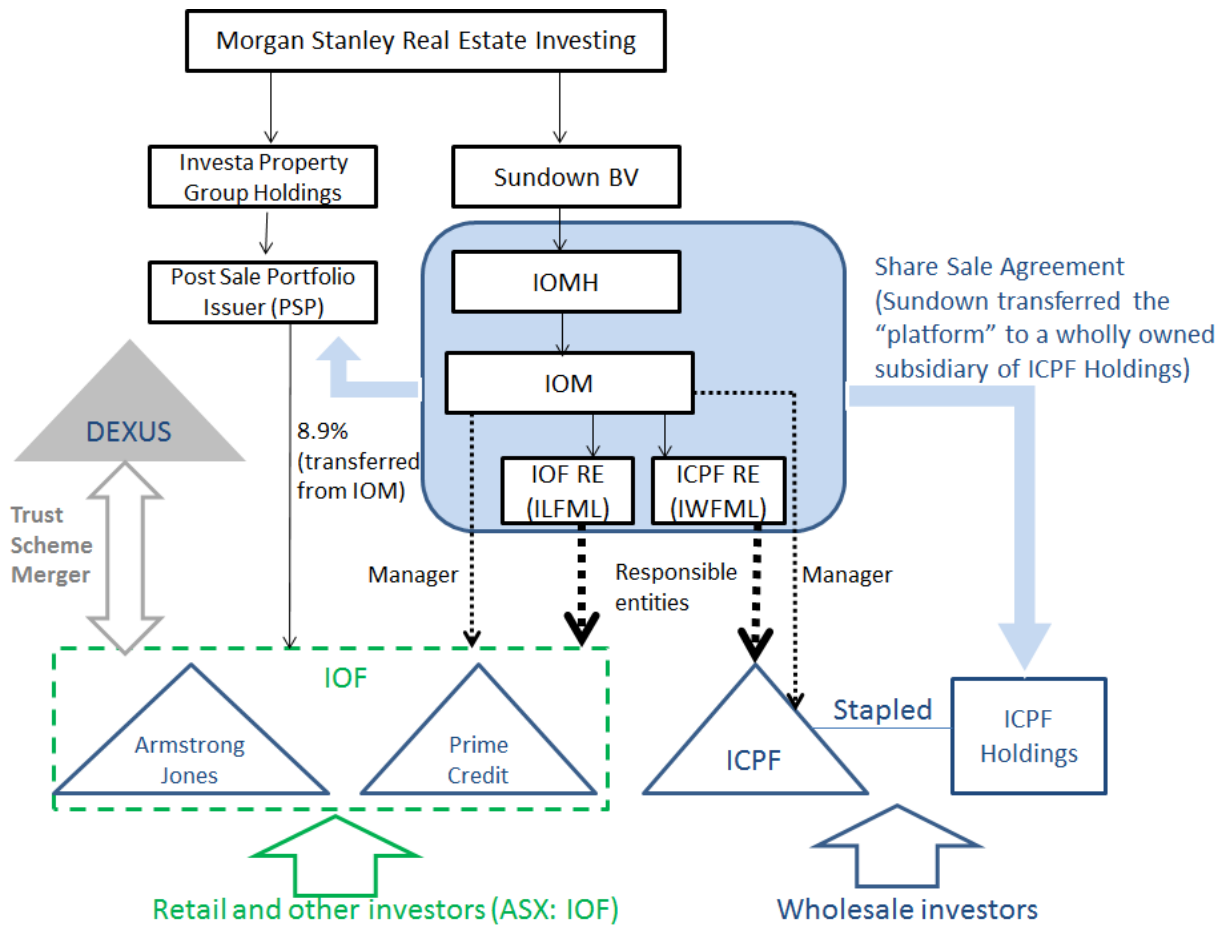 Morgan Stanley Real Estate Investing
Investa Property
Group Holdings
Sundown BV
Post Sale Portfolio
Issuer (PSP)
IOMH
Share Sale Agreement
(Sundown transferred the
“platform” to a wholly owned
subsidiary of ICPF Holdings)
IOM
DEXUS
8.9%
(transferred
from IOM)
IOF RE
(ILFML)
ICPF RE
(IWFML)
Trust
Scheme
Merger
Manager
Responsible
entities
Manager
IOF
Armstrong
Jones
Prime
Credit
ICPF
Stapled
ICPF
Holdings
Retail and other investors (ASX: IOF)
Wholesale investors